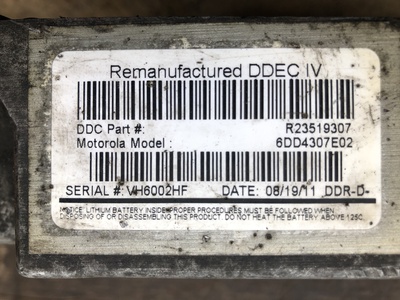 Remanufactured DDEC IV
DDC Part #: R23519307
Motorola Model : 6DD4307E02
SERIAL #: VH6002HF DATE: 08/19/11 DDR-D-
NOTICE: LITHIUM BATTERY INSIDE. PROPER PROCEDURES MUST BE FOLLOWED WHEN
DISPOSING OF OR DISASSEMBLING THIS PRODUCT. DO NOT HEAT THE BATTERY ABOVE 125C.